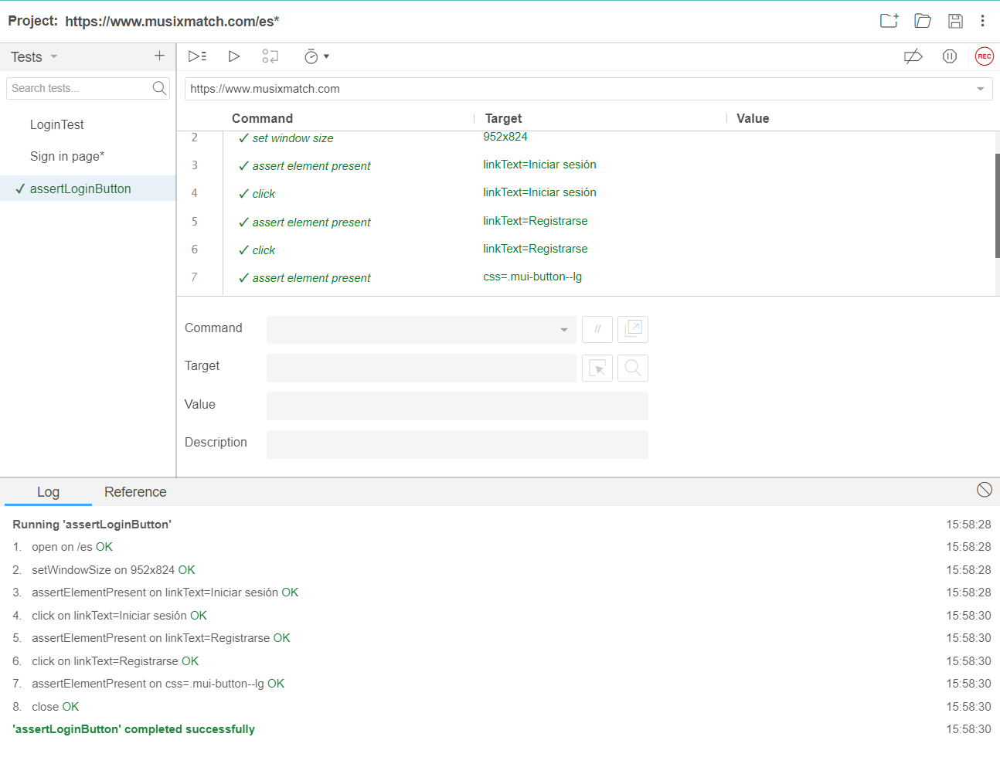 Project: https://www.musixmatch.com/es*
Tests
REC
Search tests...
https://www.musixmatch.com
LoginTest
Sign in page*
✓ assertLoginButton
Command Target Value
2 ✓ set window size 952x824
3 ✓ assert element present linkText=Iniciar sesión
4 ✓ click linkText=Iniciar sesión
5 ✓ assert element present linkText=Registrarse
6 ✓ click linkText=Registrarse
7 ✓ assert element present css=.mui-button--lg
Command //
Target
Value
Description
Log Reference
Running 'assertLoginButton' 15:58:28
1. open on /es OK 15:58:28
2. setWindowSize on 952x824 OK 15:58:28
3. assertElementPresent on linkText=Iniciar sesión OK 15:58:28
4. click on linkText=Iniciar sesión OK 15:58:30
5. assertElementPresent on linkText=Registrarse OK 15:58:30
6. click on linkText=Registrarse OK 15:58:30
7. assertElementPresent on css=.mui-button--lg OK 15:58:30
8. close OK 15:58:30
'assertLoginButton' completed successfully 15:58:30